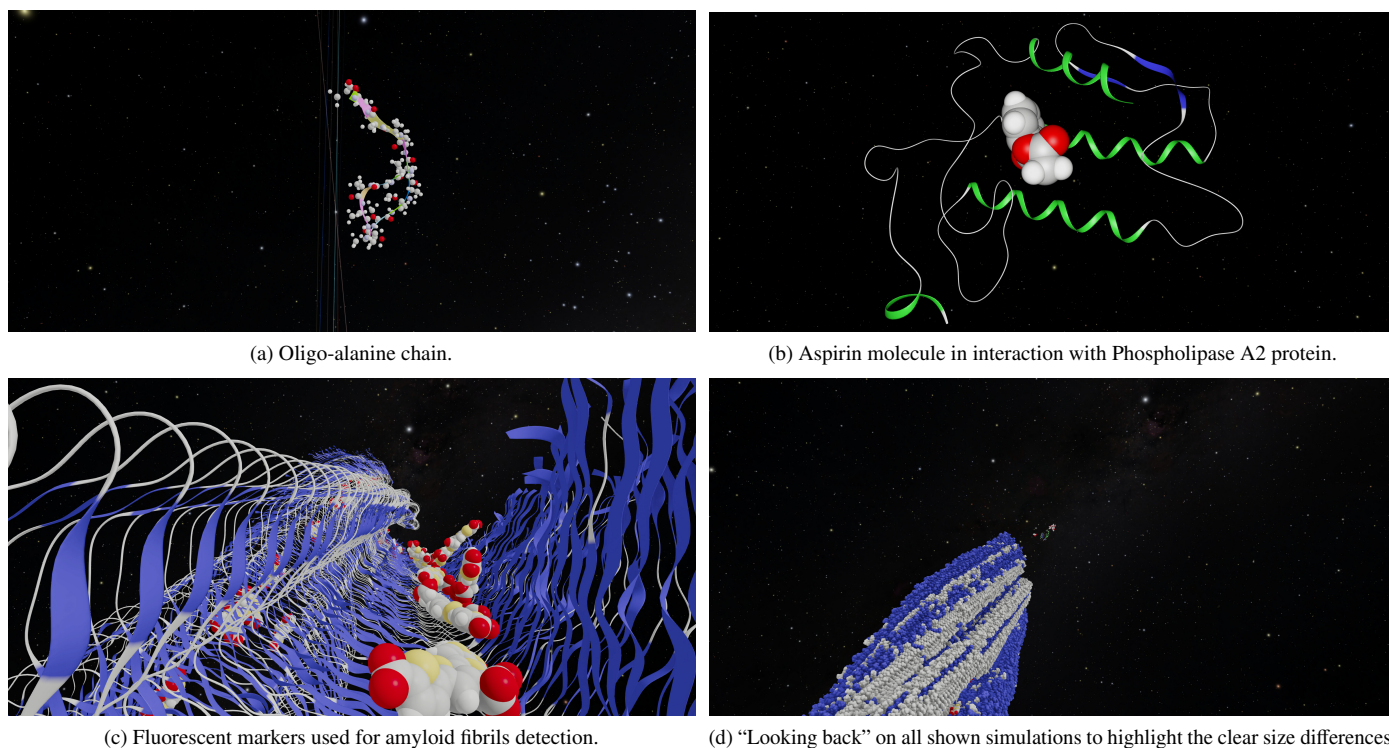 (a) Oligo-alanine chain.
(b) Aspirin molecule in interaction with Phospholipase A2 protein.
(c) Fluorescent markers used for amyloid fibrils detection.
(d) “Looking back” on all shown simulations to highlight the clear size differences